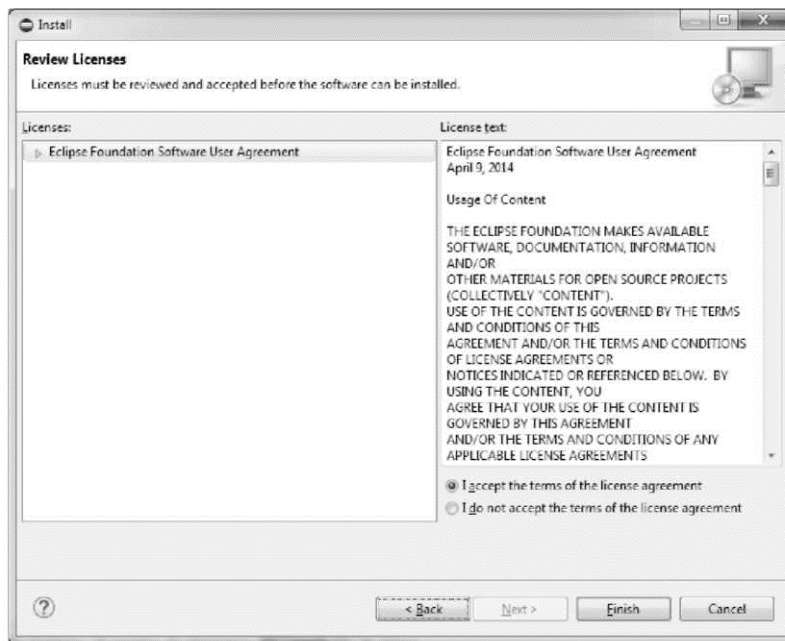 Install
Review Licenses
Licenses must be reviewed and accepted before the software can be installed.
Licenses:
Eclipse Foundation Software User Agreement
License text:
Eclipse Foundation Software User Agreement
April 9, 2014
Usage Of Content
THE ECLIPSE FOUNDATION MAKES AVAILABLE
SOFTWARE, DOCUMENTATION, INFORMATION
AND/OR
OTHER MATERIALS FOR OPEN SOURCE PROJECTS
(COLLECTIVELY "CONTENT").
USE OF THE CONTENT IS GOVERNED BY THE TERMS
AND CONDITIONS OF THIS
AGREEMENT AND/OR THE TERMS AND CONDITIONS
OF LICENSE AGREEMENTS OR
NOTICES INDICATED OR REFERENCED BELOW.  BY
USING THE CONTENT, YOU
AGREE THAT YOUR USE OF THE CONTENT IS
GOVERNED BY THIS AGREEMENT
AND/OR THE TERMS AND CONDITIONS OF ANY
APPLICABLE LICENSE AGREEMENTS
I accept the terms of the license agreement
I do not accept the terms of the license agreement
?
< Back
Next >
Finish
Cancel